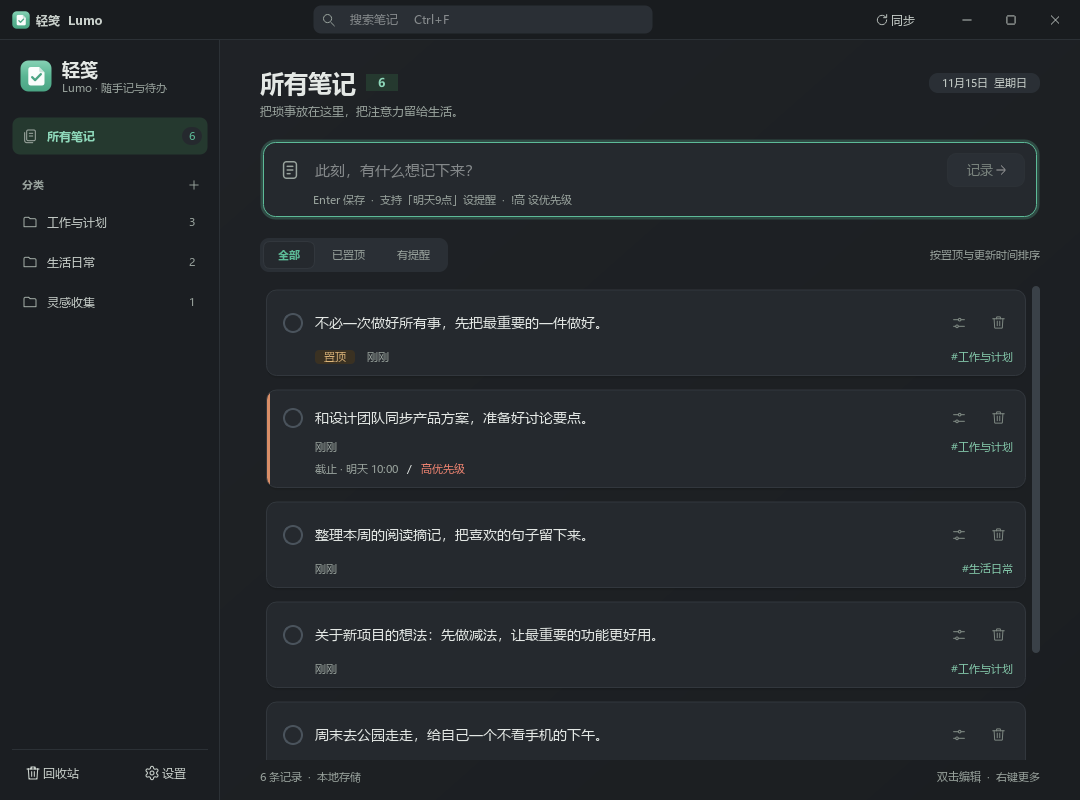 轻笺 Lumo
搜索笔记 Ctrl+F
同步
轻笺
Lumo · 随手记与待办
所有笔记 6
分类
工作与计划 3
生活日常 2
灵感收集 1
回收站
设置
所有笔记 6
11月15日 星期日
把琐事放在这里，把注意力留给生活。
此刻，有什么想记下来？
记录→
Enter 保存 · 支持「明天9点」设提醒 · !高 设优先级
全部 已置顶 有提醒
按置顶与更新时间排序
不必一次做好所有事，先把最重要的一件做好。
置顶 刚刚 #工作与计划
和设计团队同步产品方案，准备好讨论要点。
刚刚 #工作与计划
截止 · 明天 10:00 / 高优先级
整理本周的阅读摘记，把喜欢的句子留下来。
刚刚 #生活日常
关于新项目的想法：先做减法，让最重要的功能更好用。
刚刚 #工作与计划
周末去公园走走，给自己一个不看手机的下午。
6 条记录 · 本地存储
双击编辑 · 右键更多